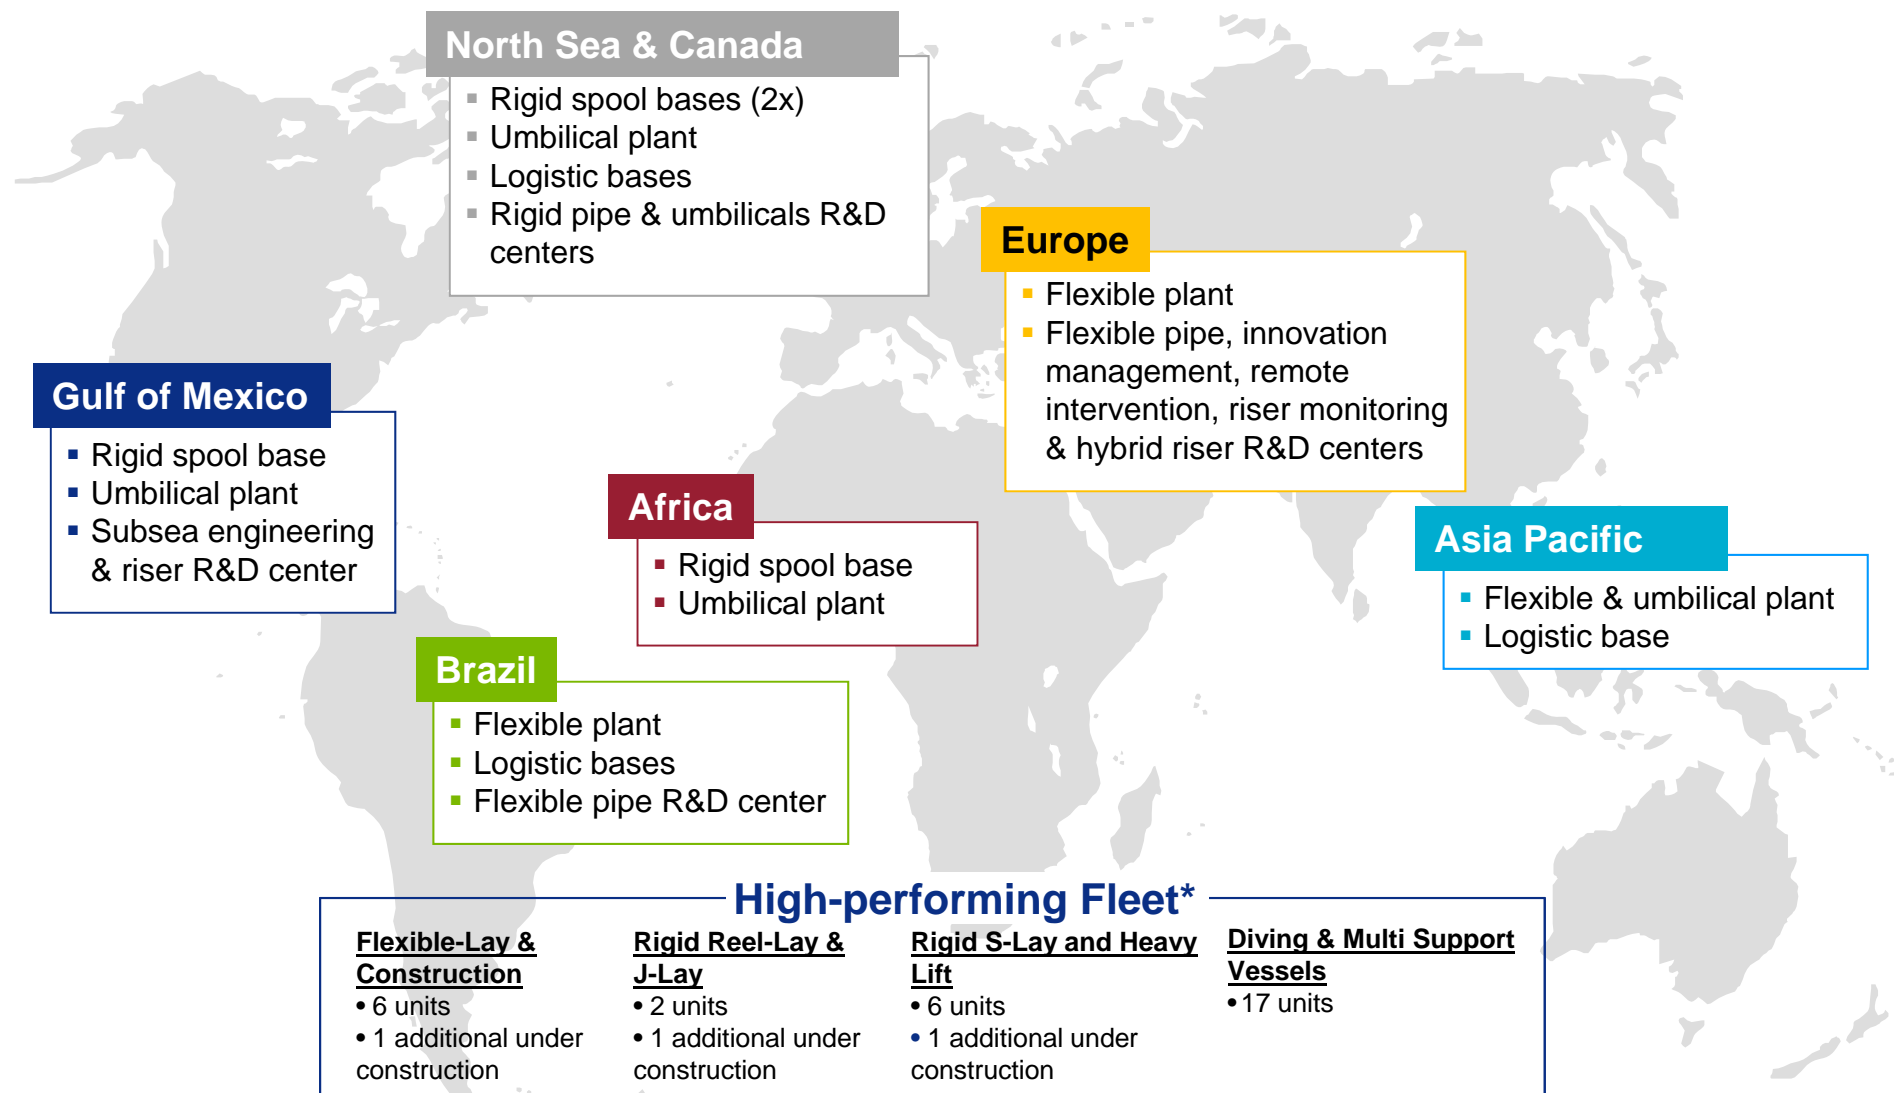 North Sea & Canada
▪ Rigid spool bases (2x)
▪ Umbilical plant
▪ Logistic bases
▪ Rigid pipe & umbilicals R&D
centers
Europe
▪ Flexible plant
▪ Flexible pipe, innovation
management, remote
intervention, riser monitoring
& hybrid riser R&D centers
Gulf of Mexico
▪ Rigid spool base
▪ Umbilical plant
▪ Subsea engineering
& riser R&D center
Africa
▪ Rigid spool base
▪ Umbilical plant
Asia Pacific
▪ Flexible & umbilical plant
▪ Logistic base
Brazil
▪ Flexible plant
▪ Logistic bases
▪ Flexible pipe R&D center
High-performing Fleet*
Flexible-Lay &
Construction
• 6 units
• 1 additional under
construction
Rigid Reel-Lay &
J-Lay
• 2 units
• 1 additional under
construction
Rigid S-Lay and Heavy
Lift
• 6 units
• 1 additional under
construction
Diving & Multi Support
Vessels
• 17 units